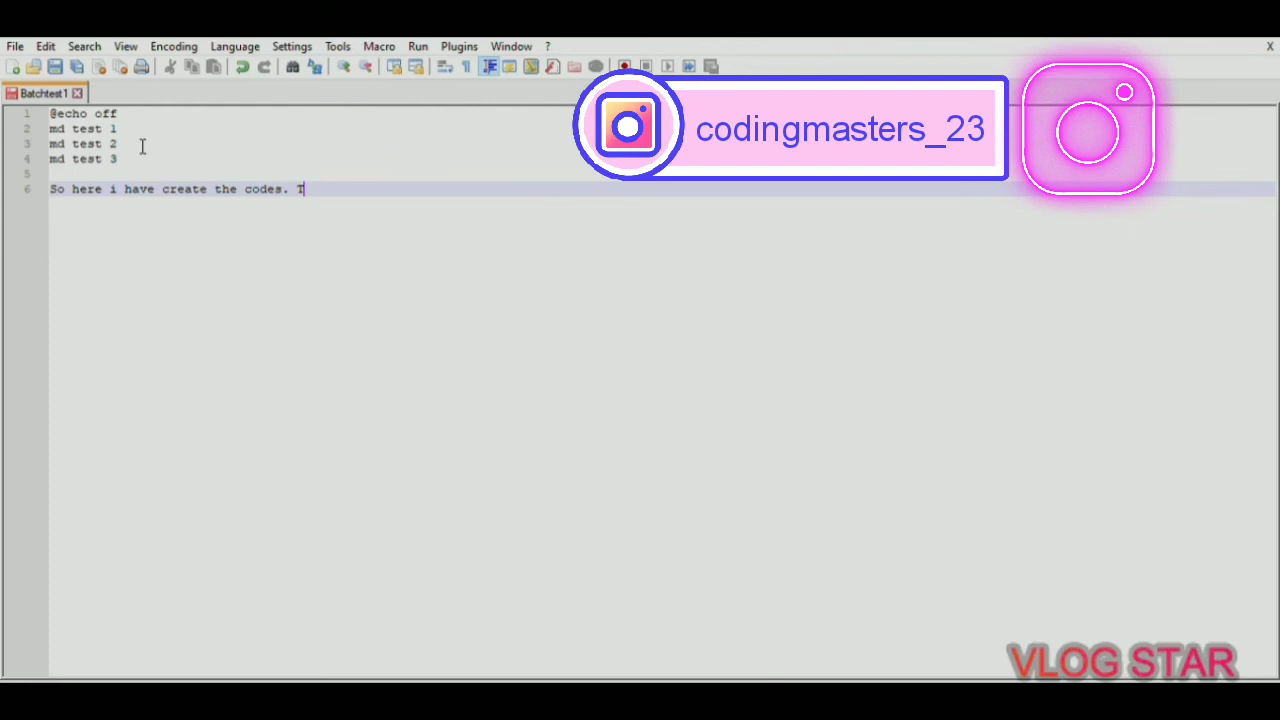 File Edit Search View Encoding Language Settings Tools Macro Run Plugins Window ? X
codingmasters_23
Batchtest1
1 @echo off
2 md test 1
3 md test 2
4 md test 3
5
6 So here i have create the codes. T
VLOG STAR